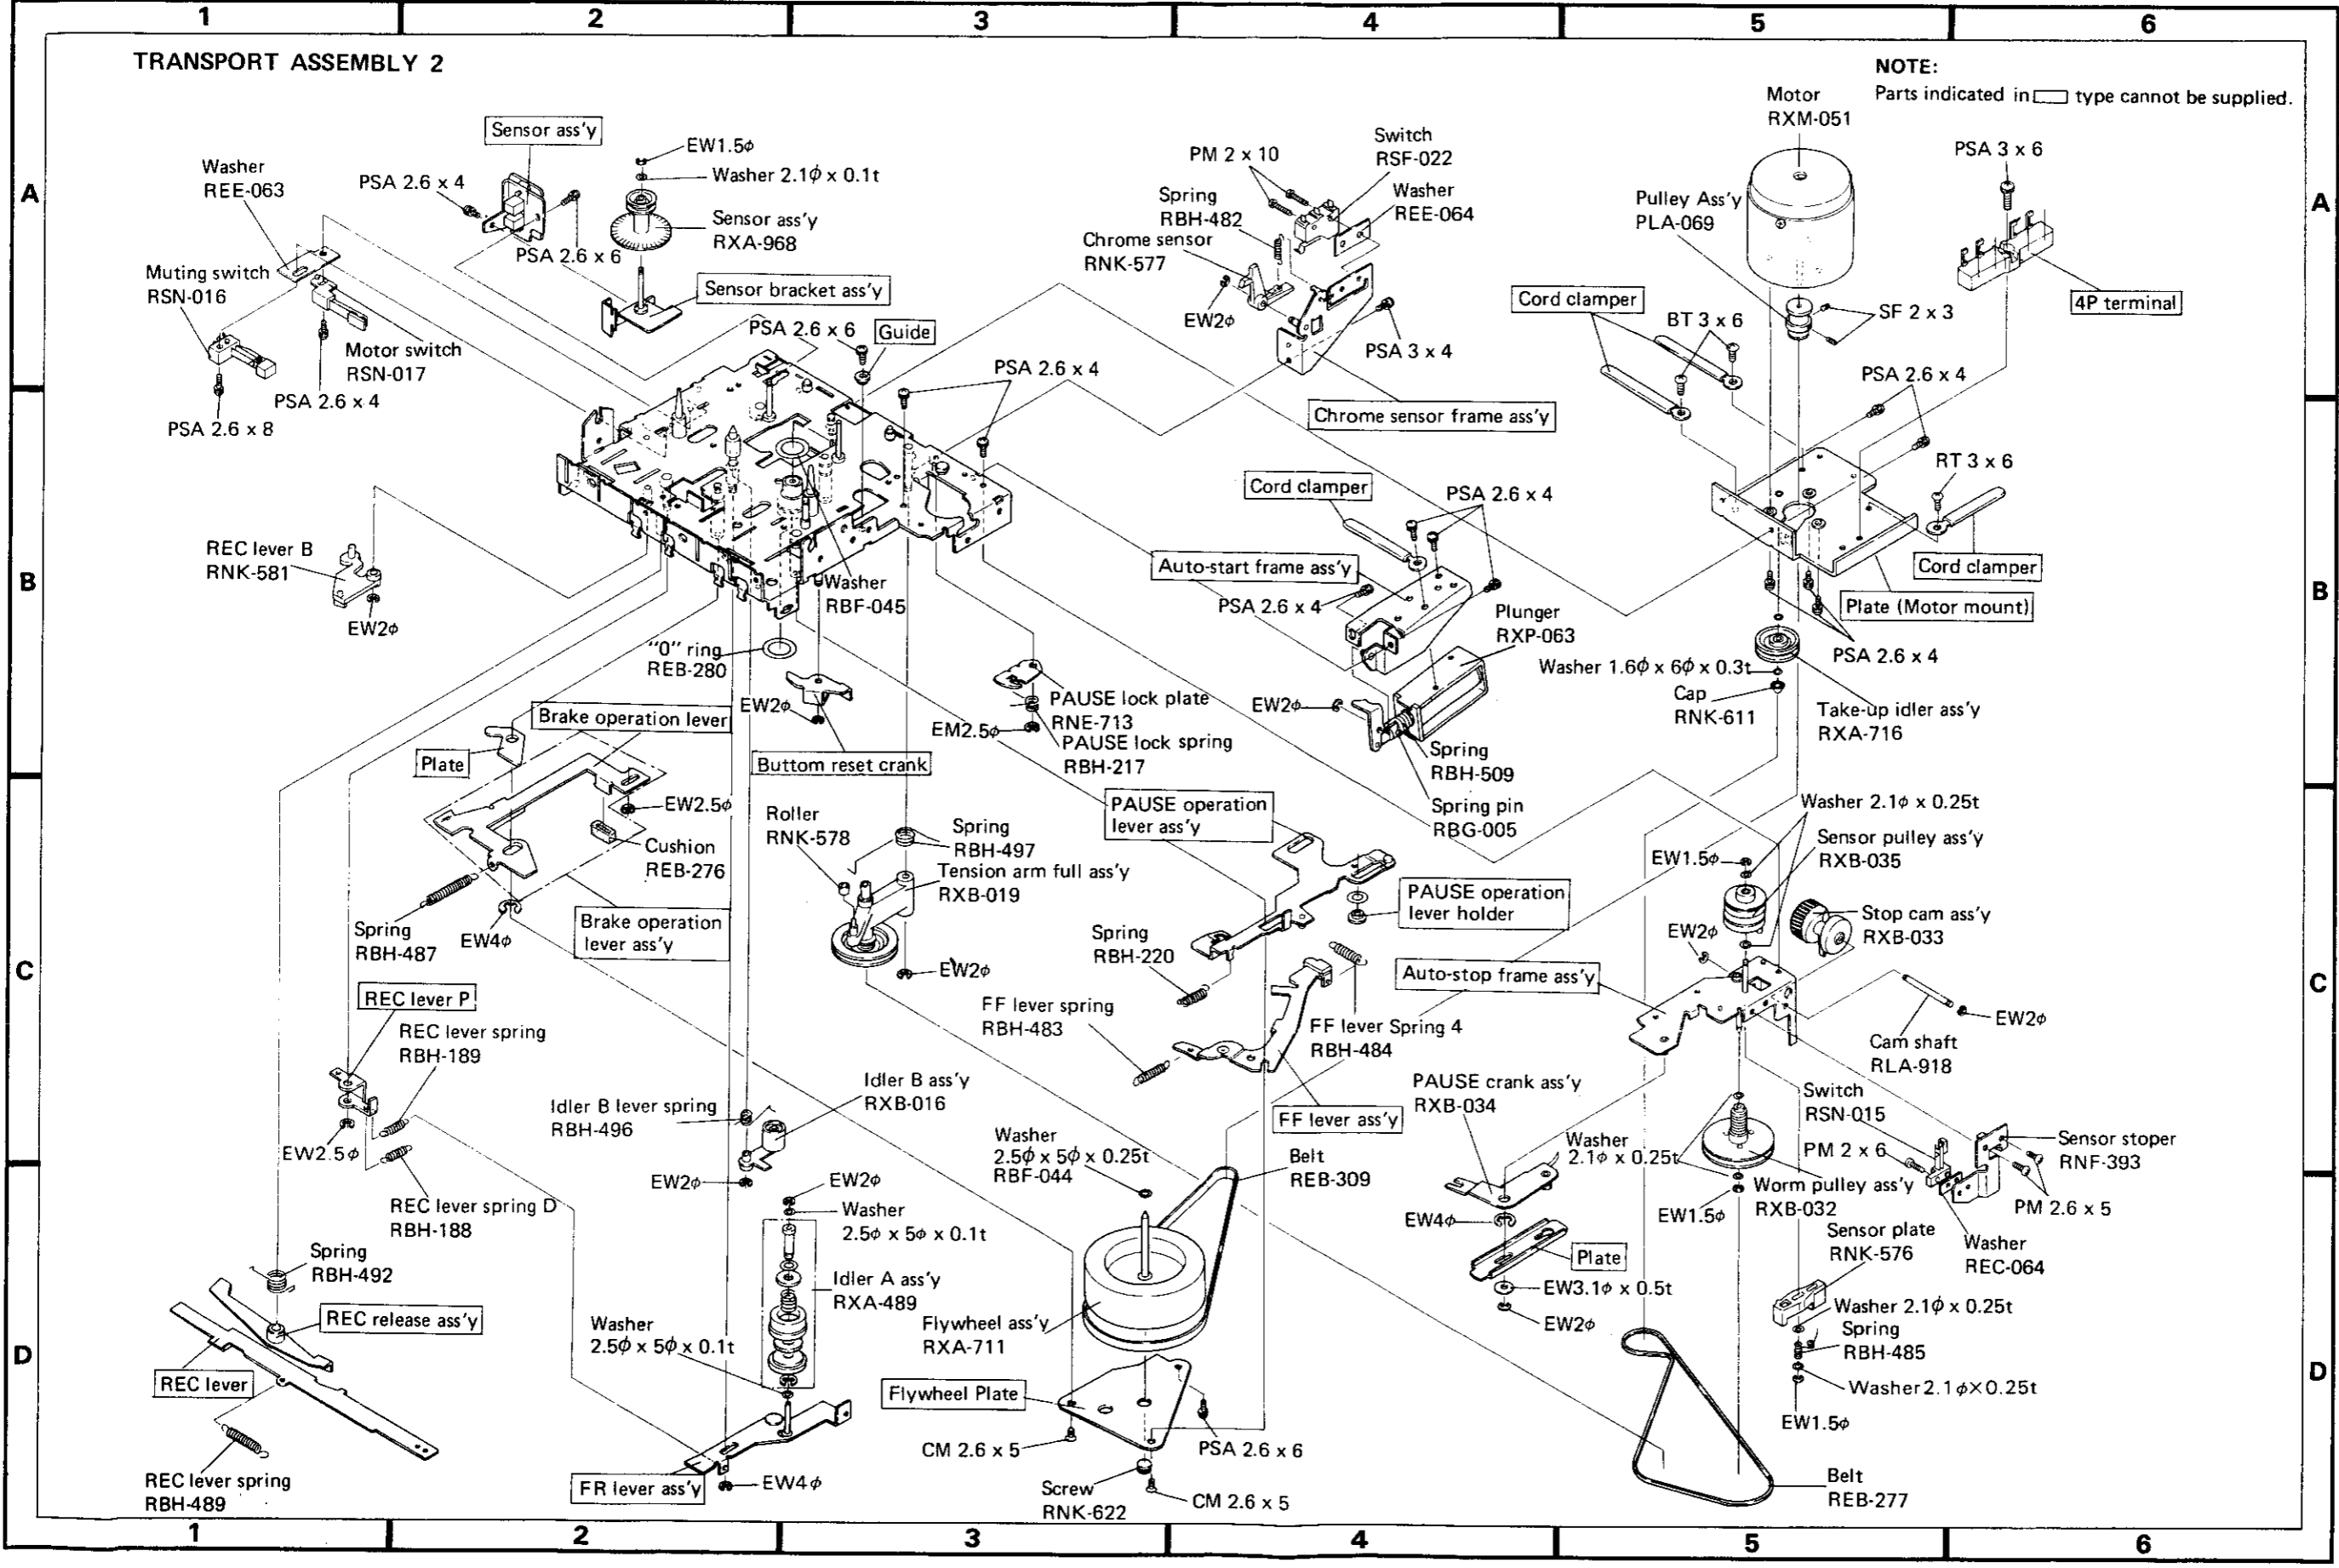 1 2 3 4 5 6
TRANSPORT ASSEMBLY 2
NOTE:
Parts indicated in type cannot be supplied.
A
A
B
B
C
C
D
D
Sensor ass'y
EW1.5φ
Washer 2.1φ x 0.1t
Washer
REE-063
PSA 2.6 x 4
Sensor ass'y
RXA-968
PSA 2.6 x 6
Muting switch
RSN-016
Sensor bracket ass'y
PSA 2.6 x 6
Guide
Motor switch
RSN-017
PSA 2.6 x 4
PSA 2.6 x 8
PSA 2.6 x 4
PM 2 x 10
Switch
RSF-022
Spring
RBH-482
Washer
REE-064
Chrome sensor
RNK-577
EW2φ
PSA 3 x 4
Chrome sensor frame ass'y
Motor
RXM-051
PSA 3 x 6
Pulley Ass'y
PLA-069
Cord clamper
SF 2 x 3
4P terminal
BT 3 x 6
PSA 2.6 x 4
RT 3 x 6
Cord clamper
Plate (Motor mount)
PSA 2.6 x 4
Cord clamper
PSA 2.6 x 4
Auto-start frame ass'y
PSA 2.6 x 4
Plunger
RXP-063
Washer 1.6φ x 6φ x 0.3t
Cap
RNK-611
Take-up idler ass'y
RXA-716
EW2φ
Spring
RBH-509
Spring pin
RBG-005
REC lever B
RNK-581
EW2φ
Washer
RBF-045
"0" ring
REB-280
EW2φ
Buttom reset crank
PAUSE lock plate
RNE-713
EM2.5φ
PAUSE lock spring
RBH-217
Brake operation lever
Plate
EW2.5φ
Cushion
REB-276
Spring
RBH-487
EW4φ
Brake operation
lever ass'y
Roller
RNK-578
Spring
RBH-497
Tension arm full ass'y
RXB-019
EW2φ
PAUSE operation
lever ass'y
PAUSE operation
lever holder
Spring
RBH-220
FF lever spring
RBH-483
FF lever Spring 4
RBH-484
FF lever ass'y
Washer 2.1φ x 0.25t
EW1.5φ
Sensor pulley ass'y
RXB-035
EW2φ
Stop cam ass'y
RXB-033
Auto-stop frame ass'y
EW2φ
Cam shaft
RLA-918
REC lever P
REC lever spring
RBH-189
EW2.5φ
REC lever spring D
RBH-188
Idler B ass'y
RXB-016
Idler B lever spring
RBH-496
EW2φ
EW2φ
Washer
2.5φ x 5φ x 0.1t
Idler A ass'y
RXA-489
Washer
2.5φ x 5φ x 0.1t
Washer
2.5φ x 5φ x 0.25t
RBF-044
Belt
REB-309
Flywheel ass'y
RXA-711
Flywheel Plate
CM 2.6 x 5
PSA 2.6 x 6
Screw
RNK-622
CM 2.6 x 5
PAUSE crank ass'y
RXB-034
Washer
2.1φ x 0.25t
EW4φ
Plate
EW3.1φ x 0.5t
EW2φ
Switch
RSN-015
PM 2 x 6
Sensor stoper
RNF-393
PM 2.6 x 5
Worm pulley ass'y
RXB-032
EW1.5φ
Sensor plate
RNK-576
Washer
REC-064
Washer 2.1φ x 0.25t
Spring
RBH-485
Washer 2.1φ X 0.25t
EW1.5φ
Belt
REB-277
Spring
RBH-492
REC release ass'y
REC lever
REC lever spring
RBH-489
FR lever ass'y
EW4φ
1 2 3 4 5 6